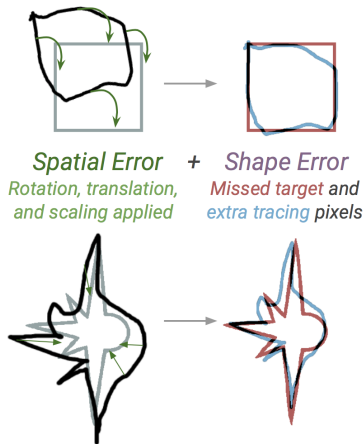 Spatial Error + Shape Error
Rotation, translation, and scaling applied
Missed target and extra tracing pixels